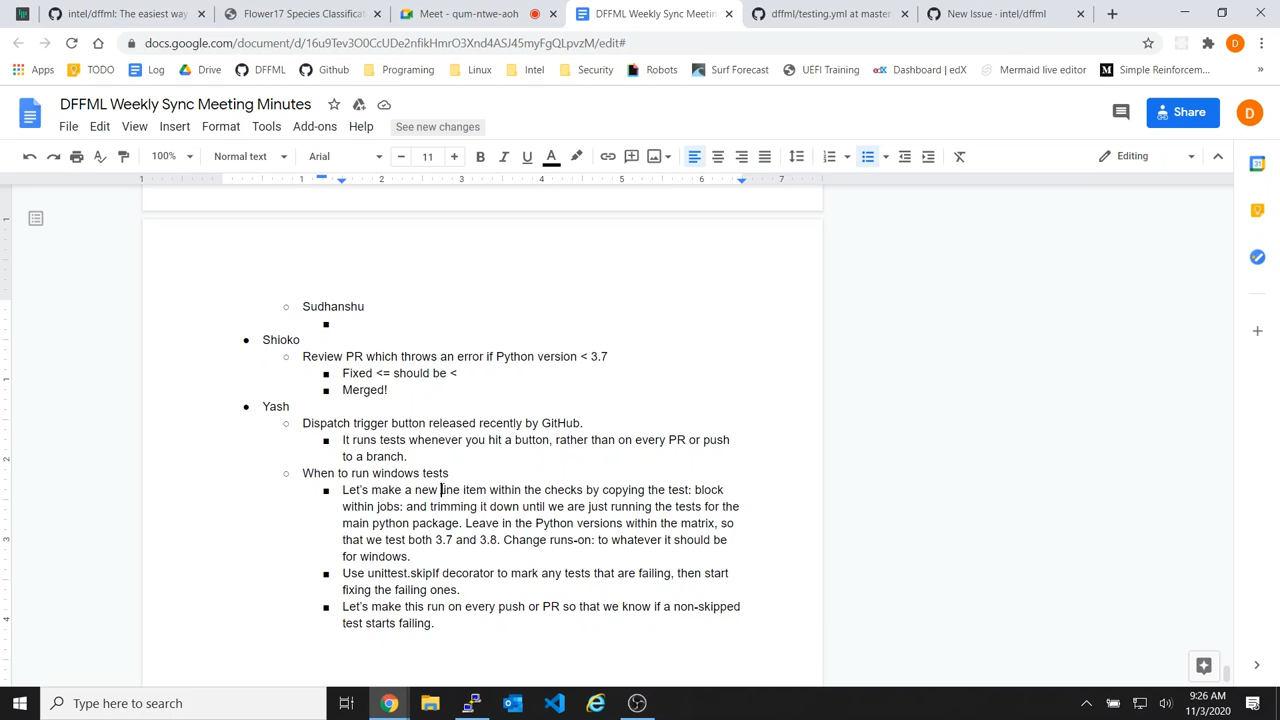 intel/dffml: The easiest way
Flower17 Species Classificat
Meet - qum-ntwe-aoh
DFFML Weekly Sync Meetin
dffml/testing.yml at master
New Issue · intel/dffml
docs.google.com/document/d/16u9Tev3O0CcUDe2nfikHmrO3Xnd4ASJ45myFgQLpvzM/edit#
D
Apps
TODO
Log
Drive
DFFML
Github
Programing
Linux
Intel
Security
Robots
Surf Forecast
UEFI Training
Dashboard | edX
Mermaid live editor
Simple Reinforcem...
DFFML Weekly Sync Meeting Minutes
Share
D
File Edit View Insert Format Tools Add-ons Help See new changes
100% Normal text Arial 11 Editing
1 1 2 3 4 5 6 7
Sudhanshu
Shioko
Review PR which throws an error if Python version < 3.7
Fixed <= should be <
Merged!
Yash
Dispatch trigger button released recently by GitHub.
It runs tests whenever you hit a button, rather than on every PR or push
to a branch.
When to run windows tests
Let's make a new line item within the checks by copying the test: block
within jobs: and trimming it down until we are just running the tests for the
main python package. Leave in the Python versions within the matrix, so
that we test both 3.7 and 3.8. Change runs-on: to whatever it should be
for windows.
Use unittest.skipIf decorator to mark any tests that are failing, then start
fixing the failing ones.
Let's make this run on every push or PR so that we know if a non-skipped
test starts failing.
Type here to search
9:26 AM
11/3/2020